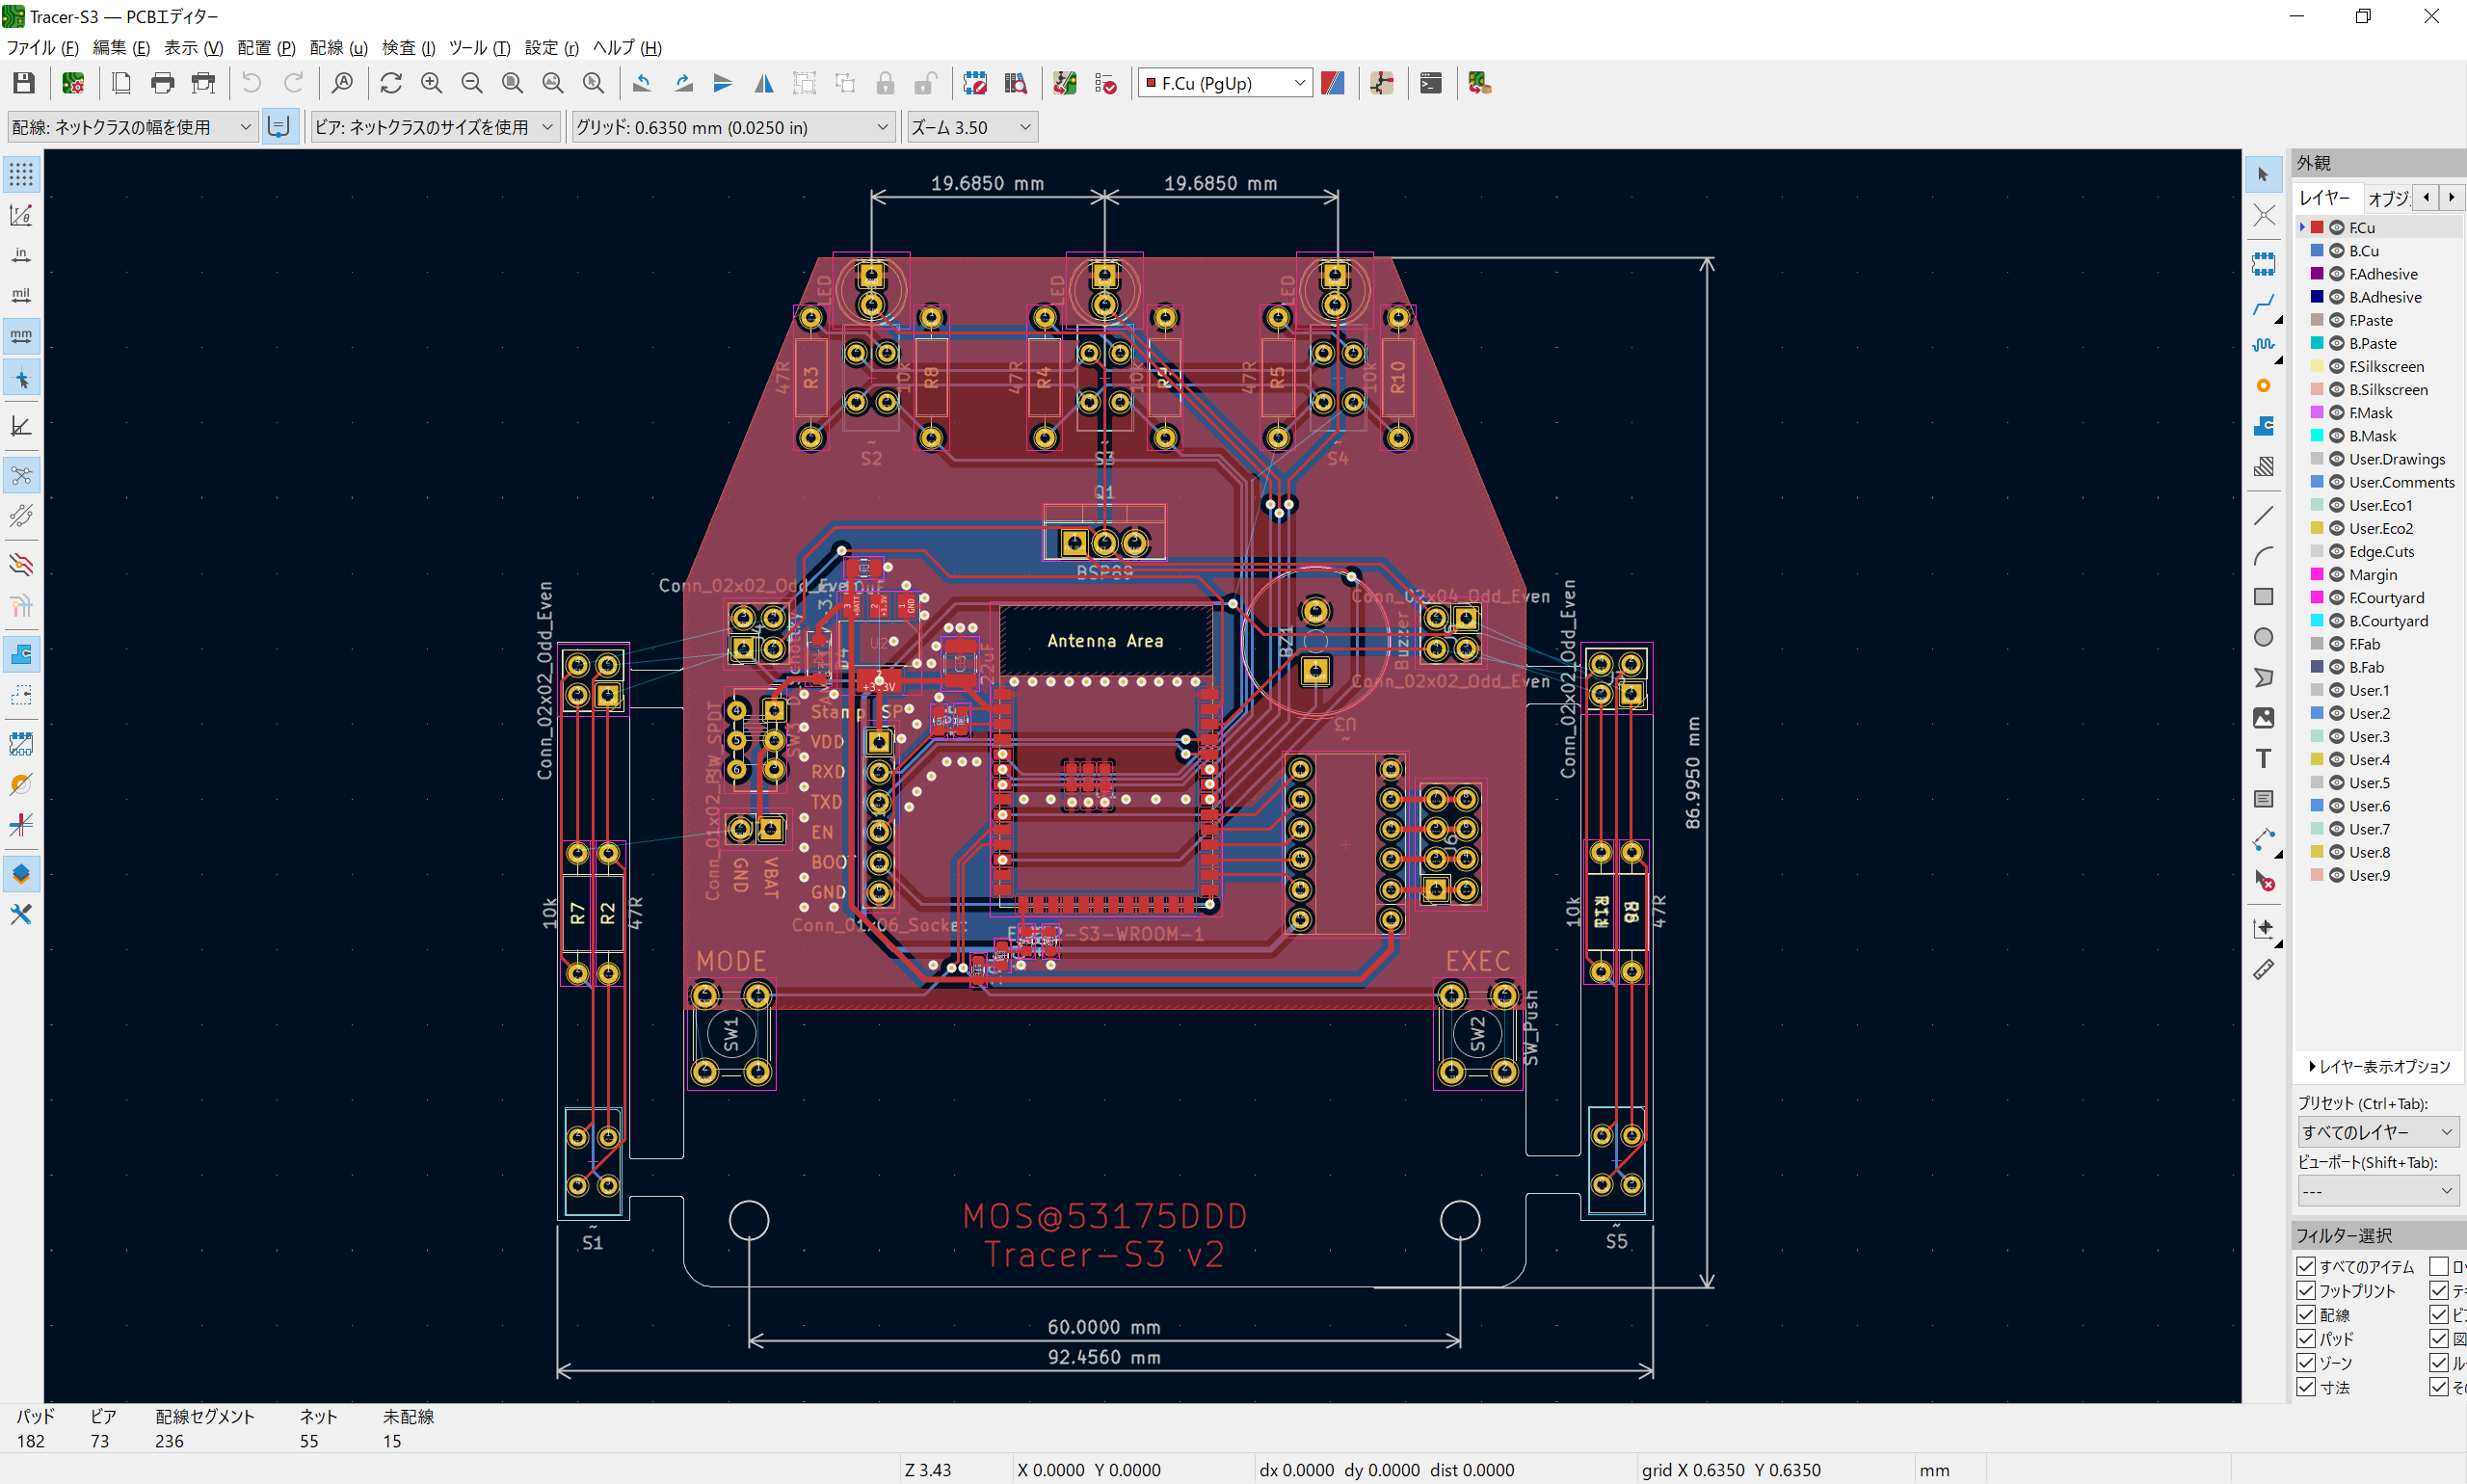 Tracer-S3 — PCBエディター
ファイル (F) 編集 (E) 表示 (V) 配置 (P) 配線 (u) 検査 (I) ツール (T) 設定 (r) ヘルプ (H)
F.Cu (PgUp)
配線: ネットクラスの幅を使用 ビア: ネットクラスのサイズを使用 グリッド: 0.6350 mm (0.0250 in) ズーム 3.50
in
mil
mm
19.6850 mm 19.6850 mm
LED LED LED
47R R3 10k R8 47R R4 10k 47R R5 10k R10
S2 S3 S4
Q1
BSP89
Conn_02x02_Odd_Even Conn_02x04_Odd_Even
Conn_02x02_Odd_Even
Conn_02x02_Odd_Even
Conn_02x02_Odd_Even
Antenna Area
BZ1 Buzzer
U2
+3.3V
22uF
U3
Stamp SP
VDD
RXD
TXD
EN
BOOT
GND
GND VBAT
SW_SPDT
Conn_01x06_Socket
-S3-WROOM-1
J6
86.9950 mm
10k R7 R2 47R
10k 47R
MODE EXEC
SW1 SW2 SW_Push
S1 S5
MOS@53175DDD
Tracer-S3 v2
60.0000 mm
92.4560 mm
外観
レイヤー オブジ
F.Cu
B.Cu
F.Adhesive
B.Adhesive
F.Paste
B.Paste
F.Silkscreen
B.Silkscreen
F.Mask
B.Mask
User.Drawings
User.Comments
User.Eco1
User.Eco2
Edge.Cuts
Margin
F.Courtyard
B.Courtyard
F.Fab
B.Fab
User.1
User.2
User.3
User.4
User.5
User.6
User.7
User.8
User.9
レイヤー表示オプション
プリセット (Ctrl+Tab):
すべてのレイヤー
ビューポート(Shift+Tab):
---
フィルター選択
すべてのアイテム
フットプリント
配線
パッド
ゾーン
寸法
パッド ビア 配線セグメント ネット 未配線
182 73 236 55 15
Z 3.43 X 0.0000 Y 0.0000 dx 0.0000 dy 0.0000 dist 0.0000 grid X 0.6350 Y 0.6350 mm